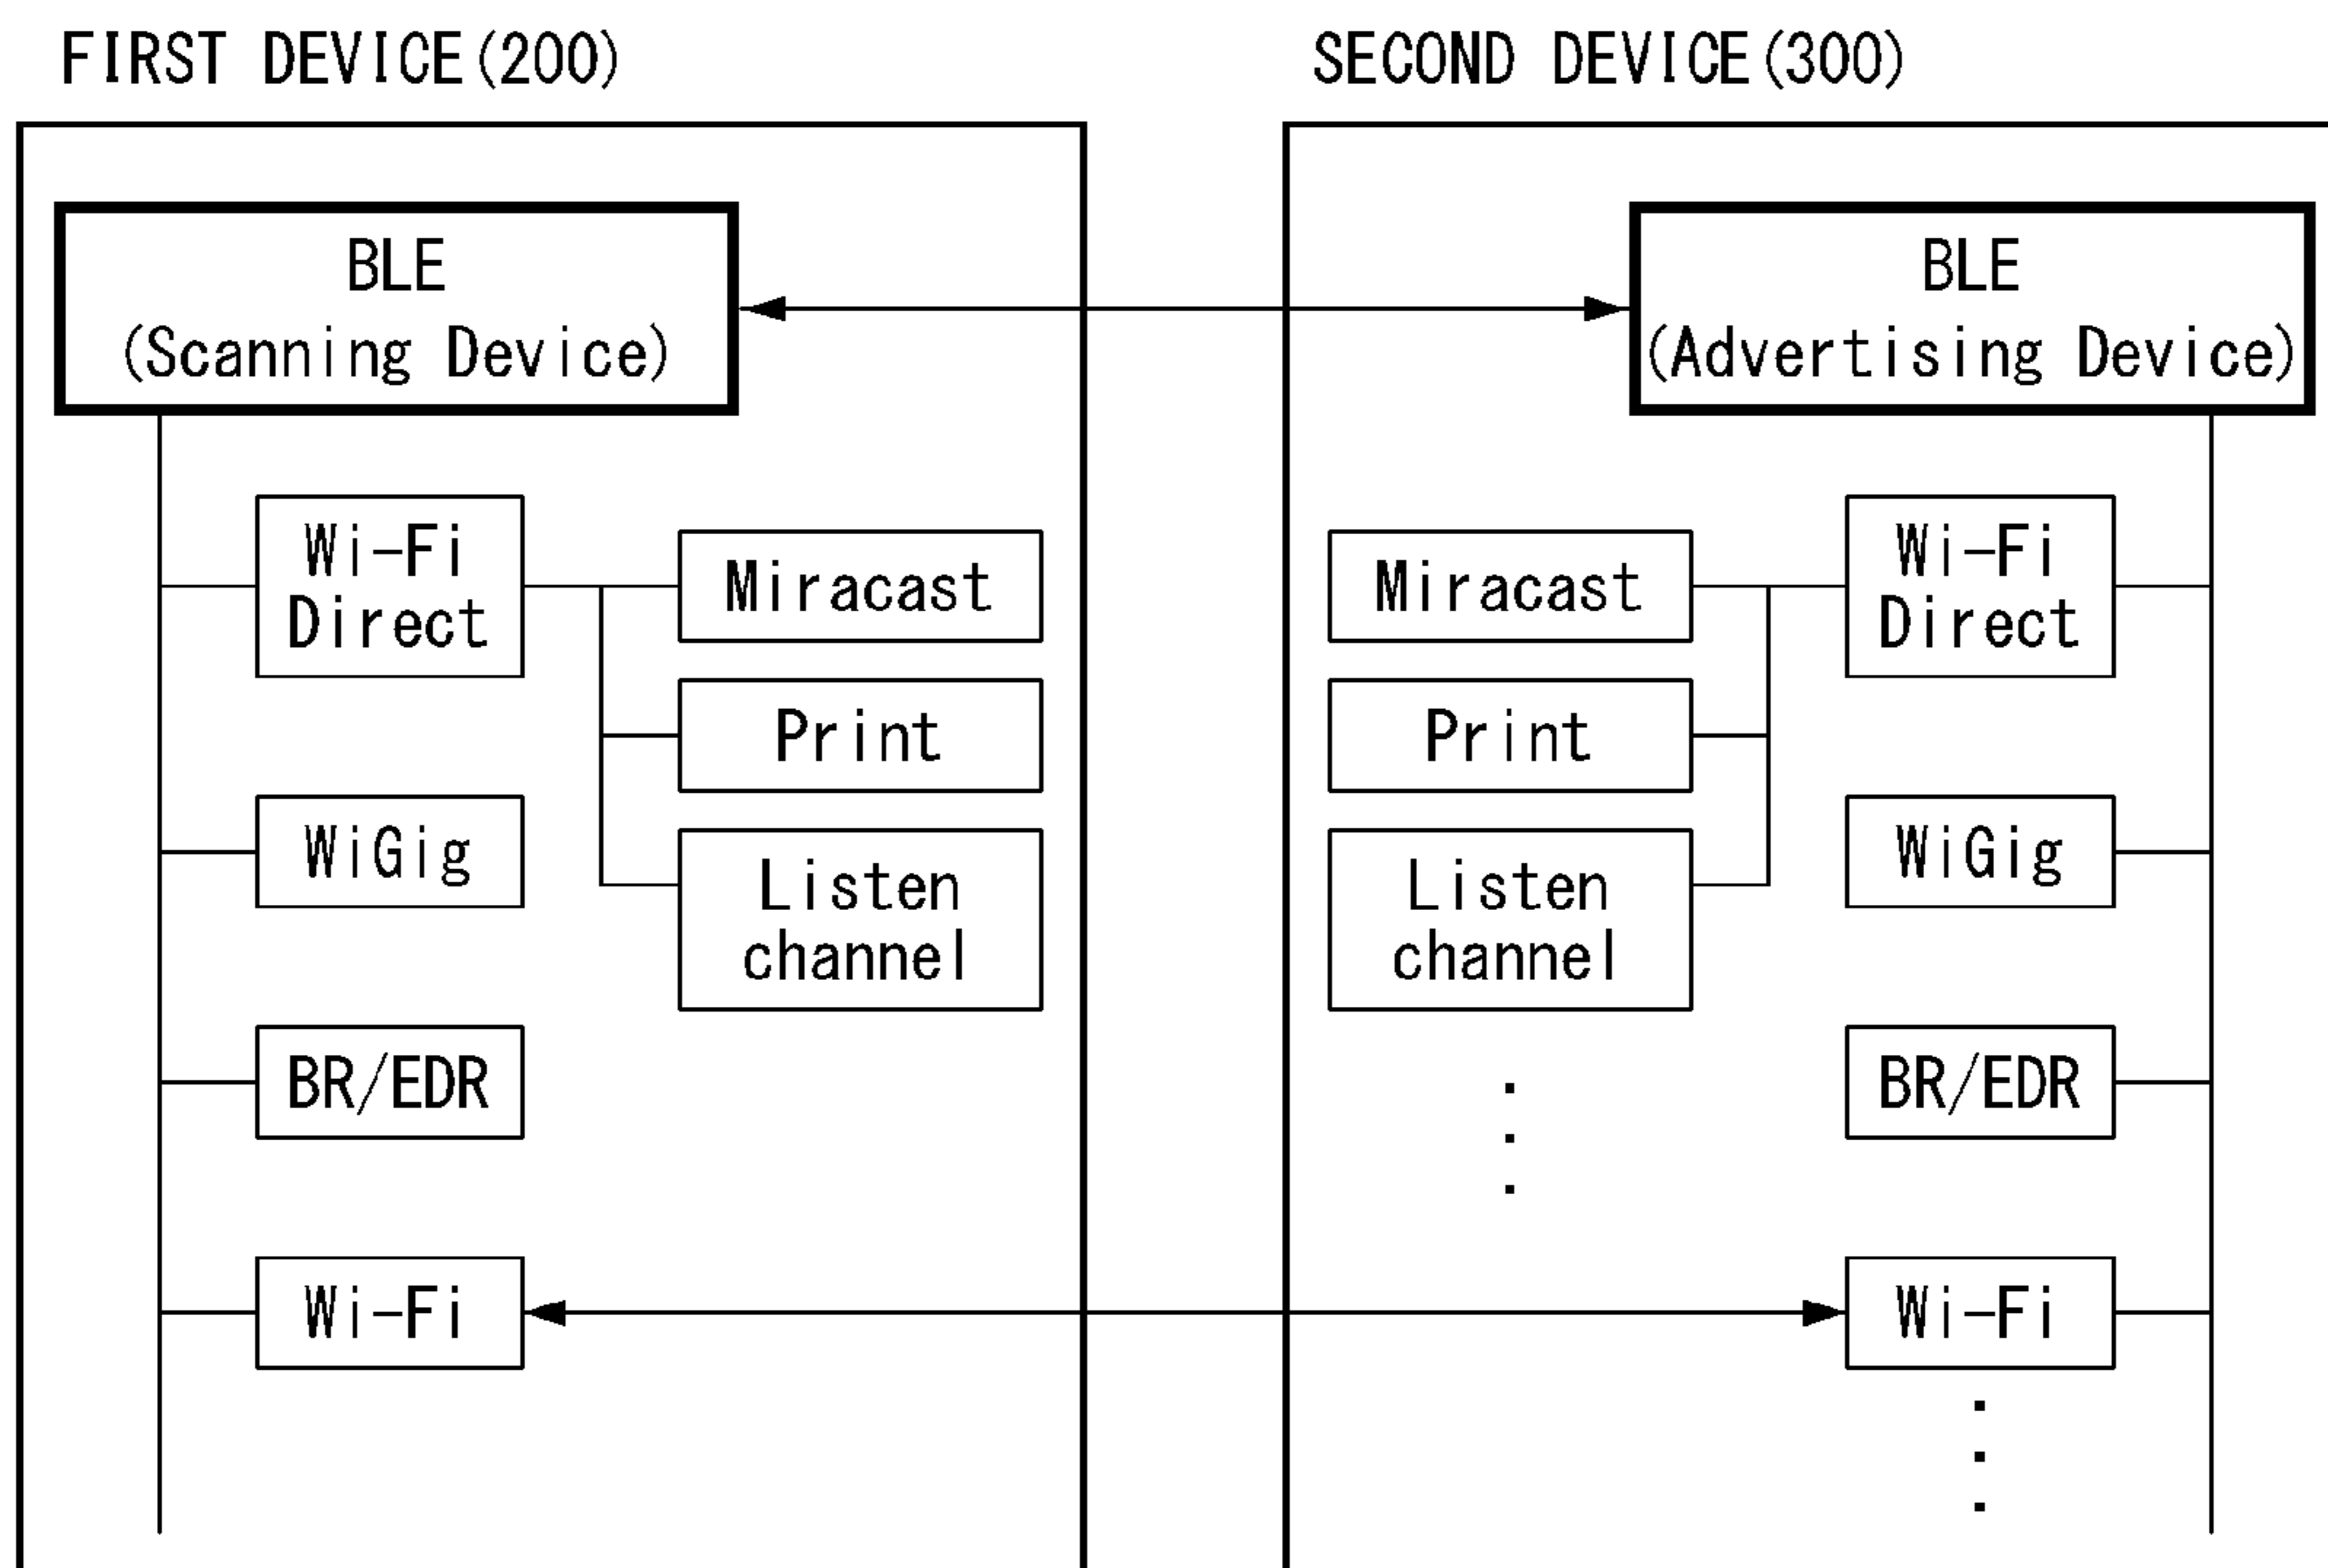 FIRST DEVICE(200)
SECOND DEVICE(300)
BLE
(Scanning Device)
BLE
(Advertising Device)
Wi-Fi
Direct
Miracast
Print
Listen
channel
WiGig
BR/EDR
Wi-Fi
Miracast
Print
Listen
channel
Wi-Fi
Direct
WiGig
BR/EDR
Wi-Fi